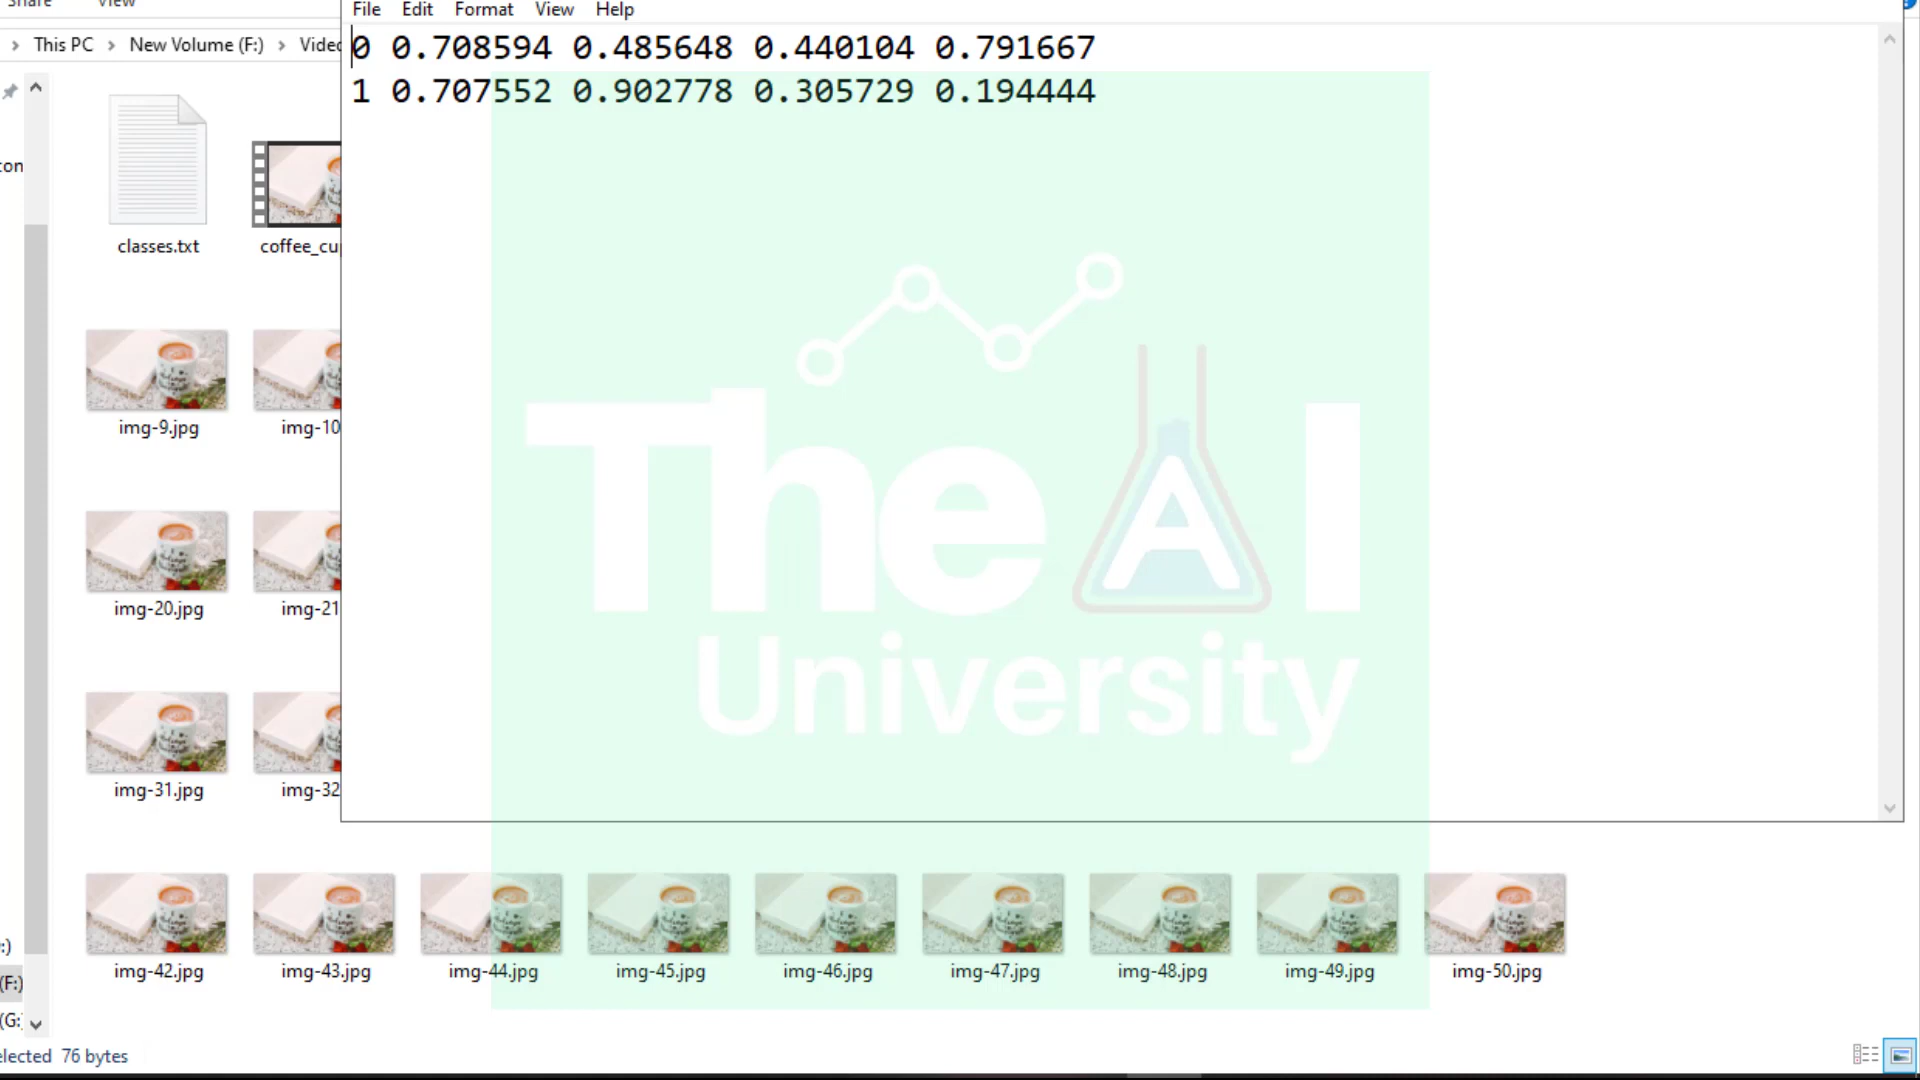 Share View
File Edit Format View Help
This PC > New Volume (F:) >
0 0.708594 0.485648 0.440104 0.791667
1 0.707552 0.902778 0.305729 0.194444
classes.txt
The AI
University
img-9.jpg img-10
img-20.jpg img-21
img-31.jpg img-32
img-42.jpg img-43.jpg img-44.jpg img-45.jpg img-46.jpg img-47.jpg img-48.jpg img-49.jpg img-50.jpg
(F:)
(G:
76 bytes